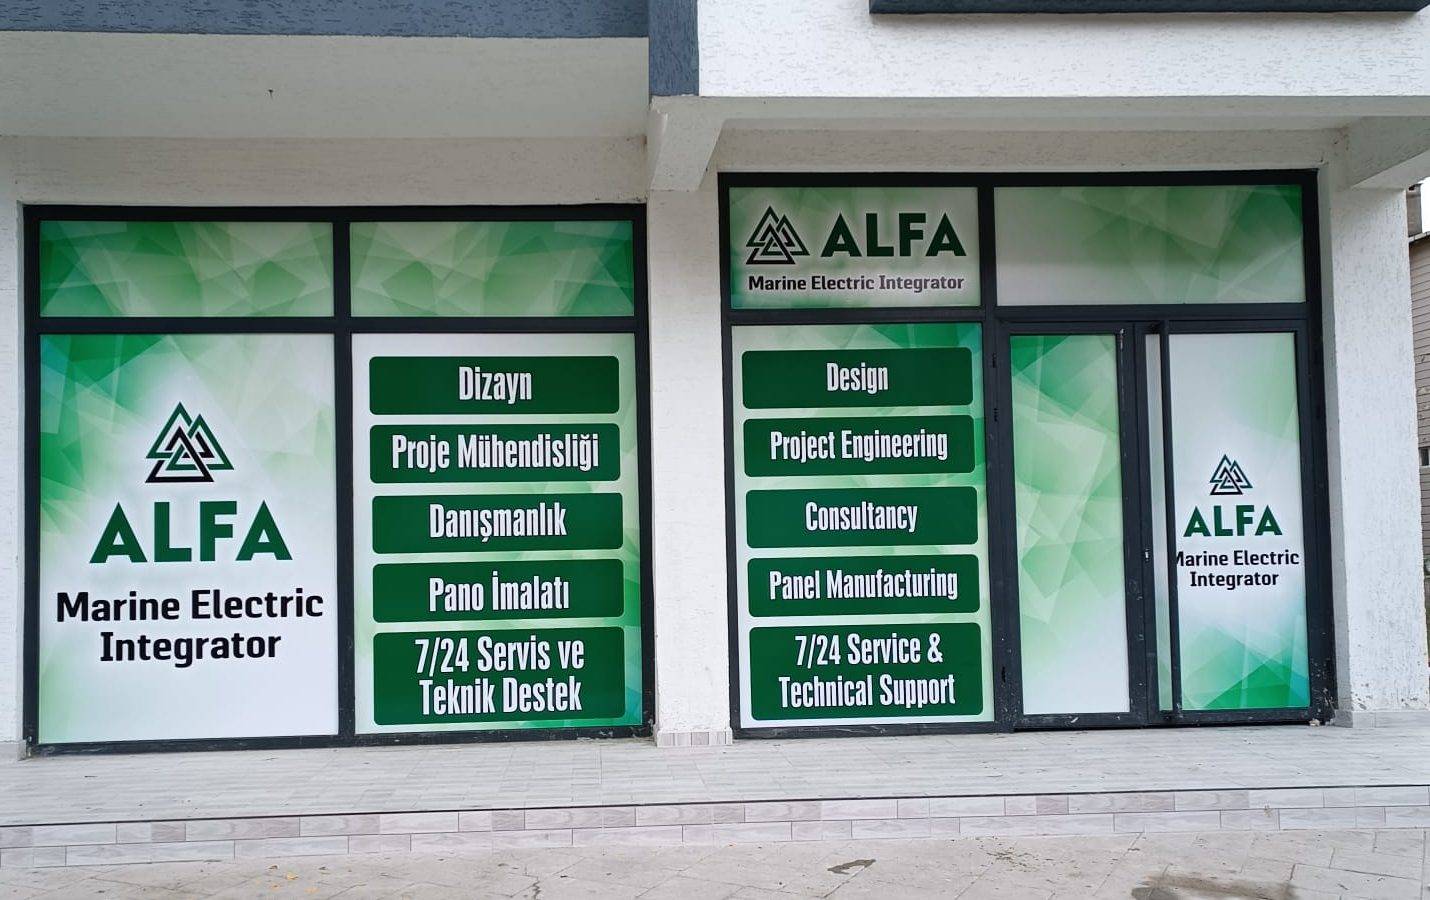 ALFA
Marine Electric
Integrator
Dizayn
Proje Mühendisliği
Danışmanlık
Pano İmalatı
7/24 Servis ve
Teknik Destek
ALFA
Marine Electric Integrator
Design
Project Engineering
Consultancy
Panel Manufacturing
7/24 Service &
Technical Support
ALFA
Marine Electric
Integrator